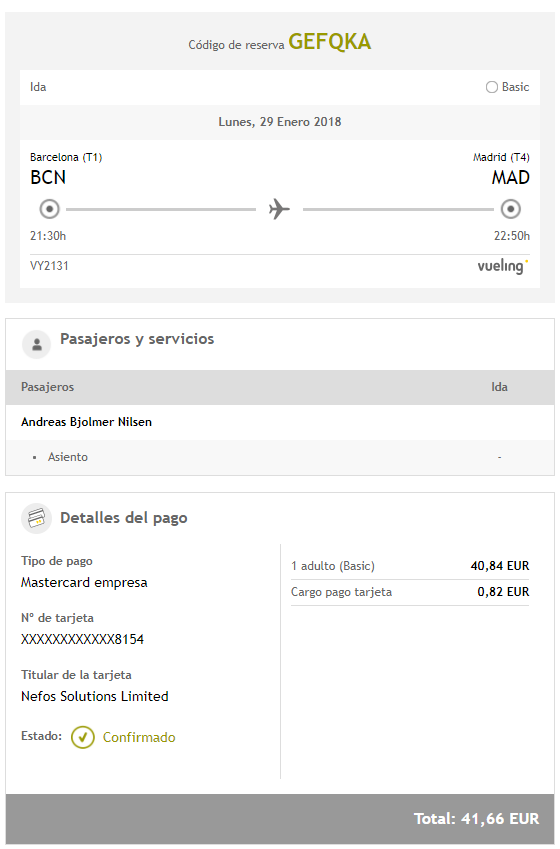 Código de reserva GEFQKA
Ida Basic
Lunes, 29 Enero 2018
Barcelona (T1) Madrid (T4)
BCN MAD
21:30h 22:50h
VY2131 vueling
Pasajeros y servicios
Pasajeros Ida
Andreas Bjolmer Nilsen
Asiento -
Detalles del pago
Tipo de pago
Mastercard empresa
Nº de tarjeta
XXXXXXXXXXXX8154
Titular de la tarjeta
Nefos Solutions Limited
Estado: Confirmado
1 adulto (Basic) 40,84 EUR
Cargo pago tarjeta 0,82 EUR
Total: 41,66 EUR